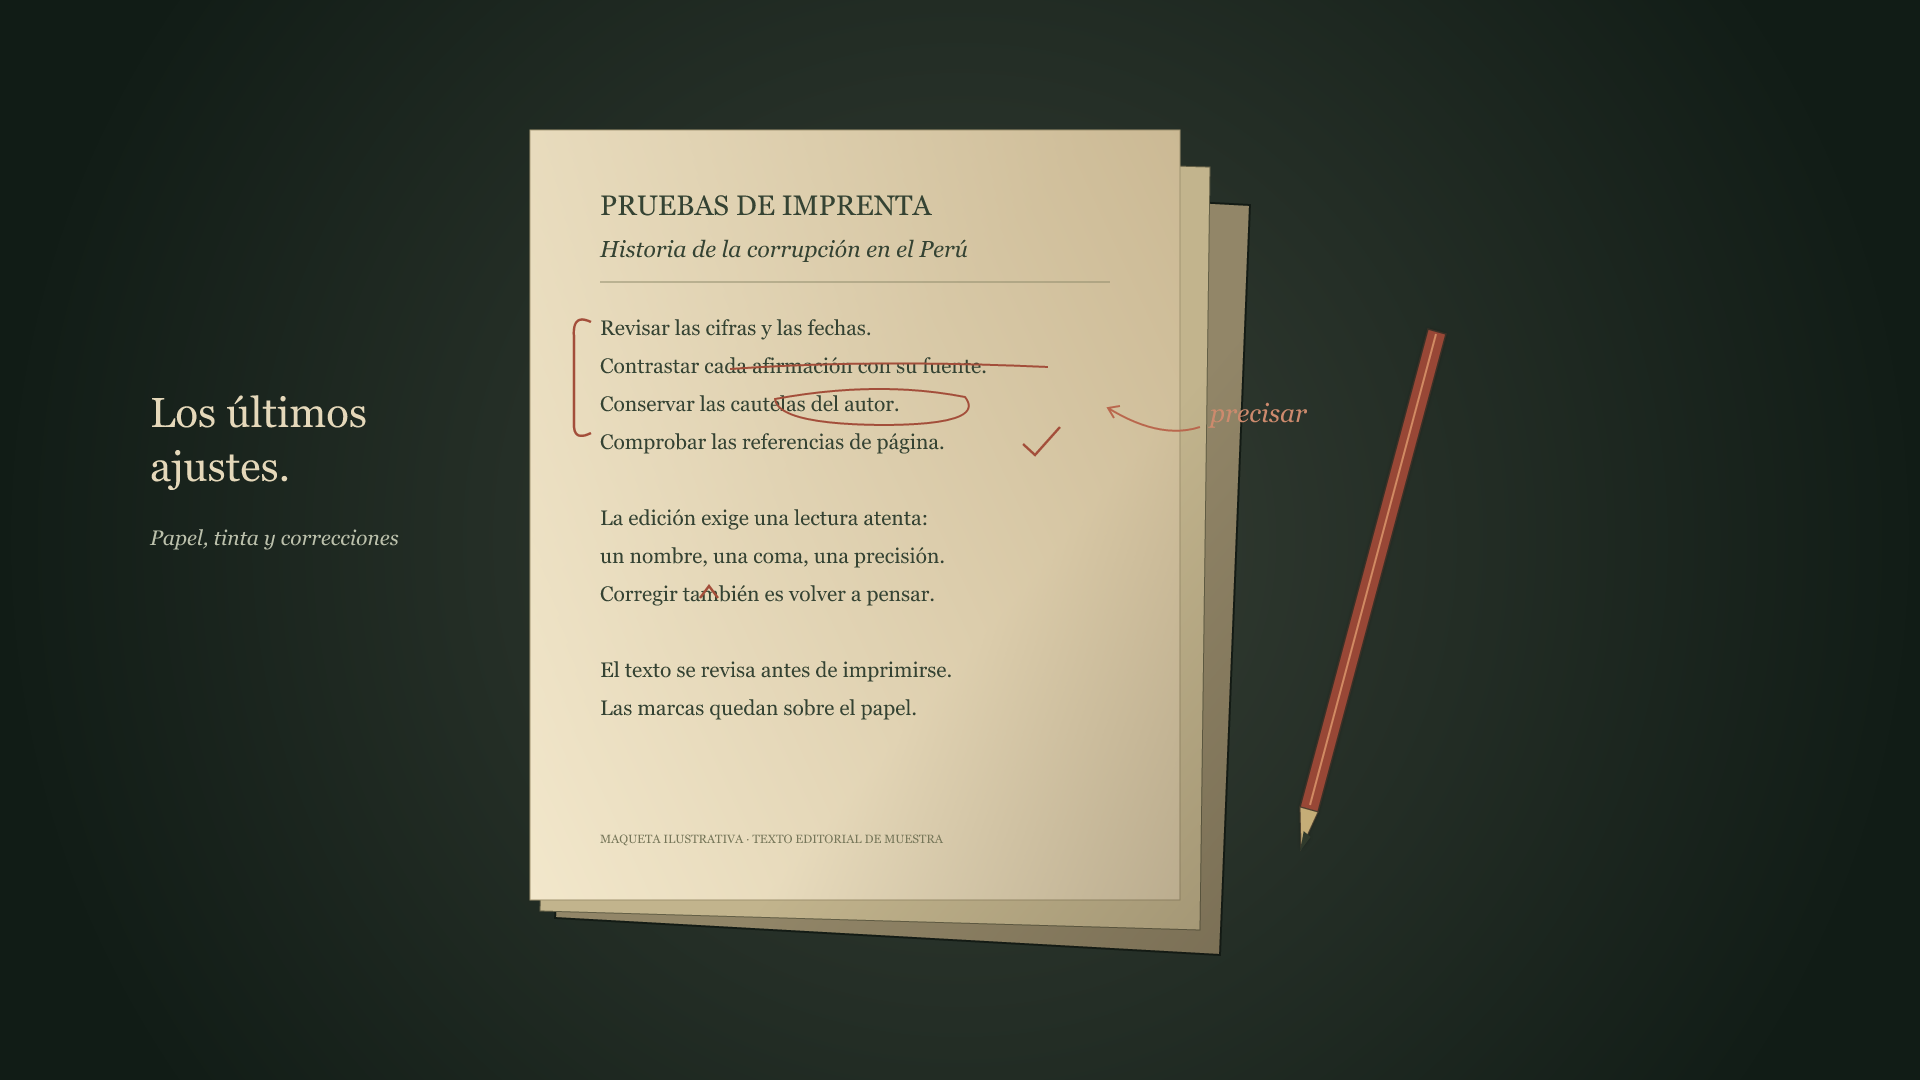 Los últimos
ajustes.
Papel, tinta y correcciones
PRUEBAS DE IMPRENTA
Historia de la corrupción en el Perú
Revisar las cifras y las fechas.
Contrastar cada afirmación con su fuente.
Conservar las cautelas del autor.
precisar
Comprobar las referencias de página.
La edición exige una lectura atenta:
un nombre, una coma, una precisión.
Corregir también es volver a pensar.
El texto se revisa antes de imprimirse.
Las marcas quedan sobre el papel.
MAQUETA ILUSTRATIVA · TEXTO EDITORIAL DE MUESTRA